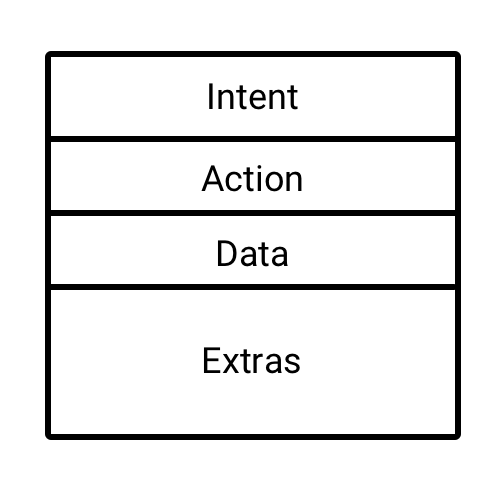 Intent
Action
Data
Extras